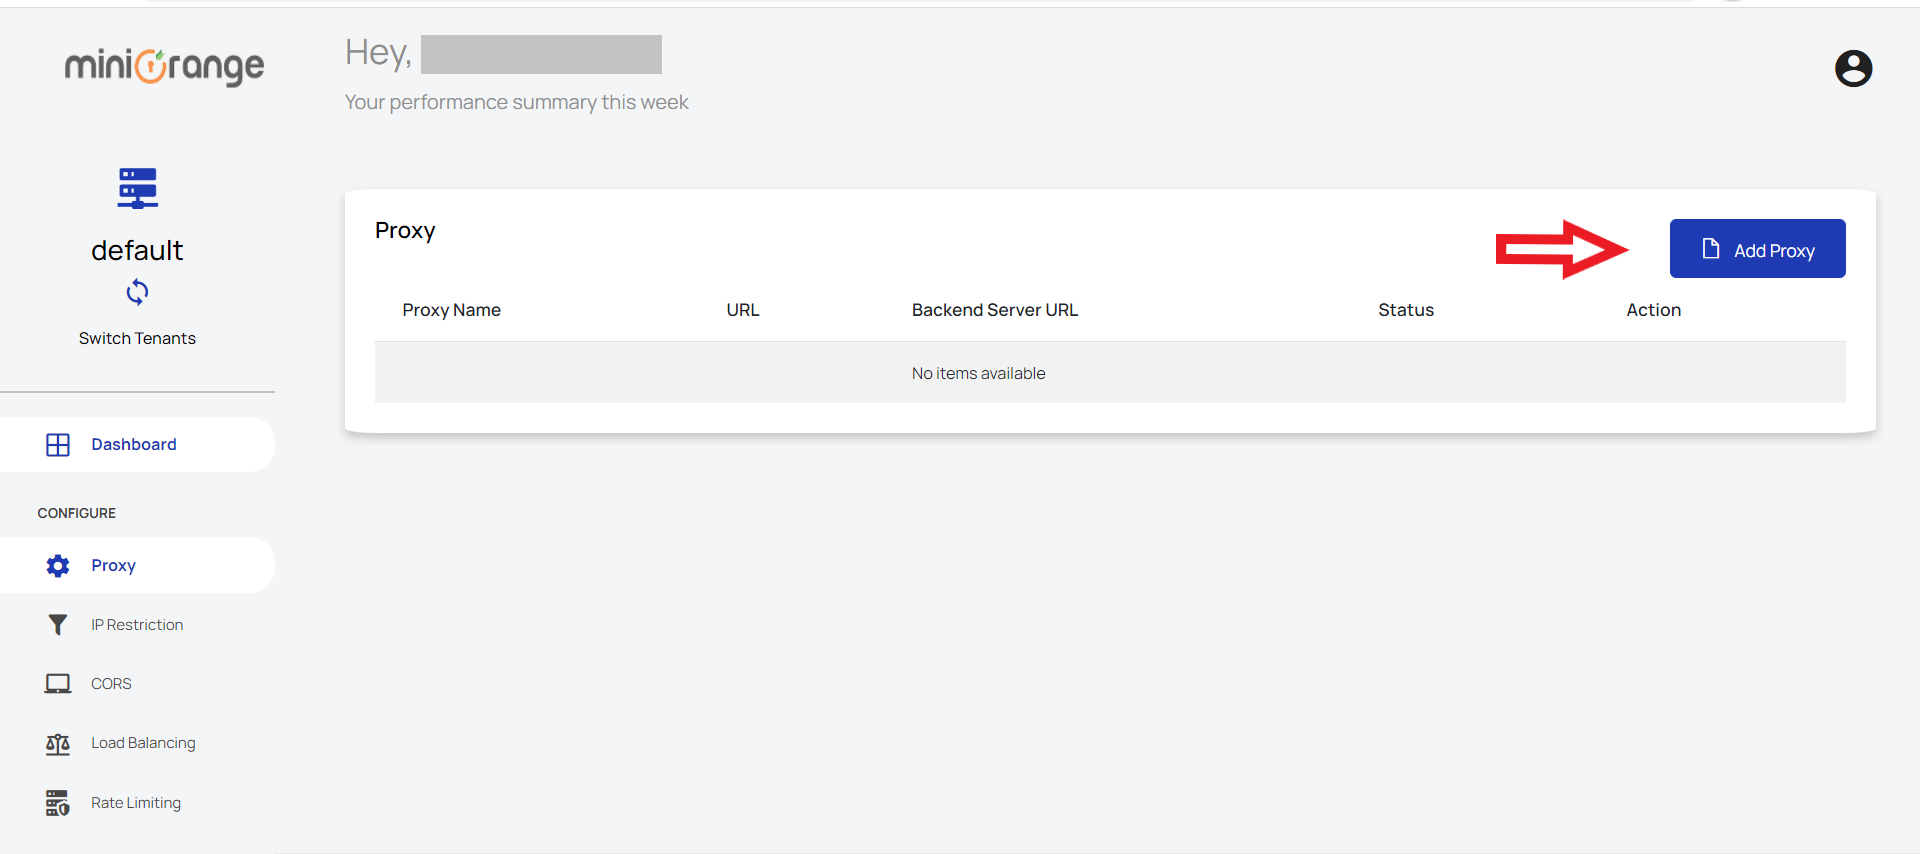 miniOrange
default
Switch Tenants
Dashboard
CONFIGURE
Proxy
IP Restriction
CORS
Load Balancing
Rate Limiting
Hey,
Your performance summary this week
Proxy
Add Proxy
Proxy Name URL Backend Server URL Status Action
No items available